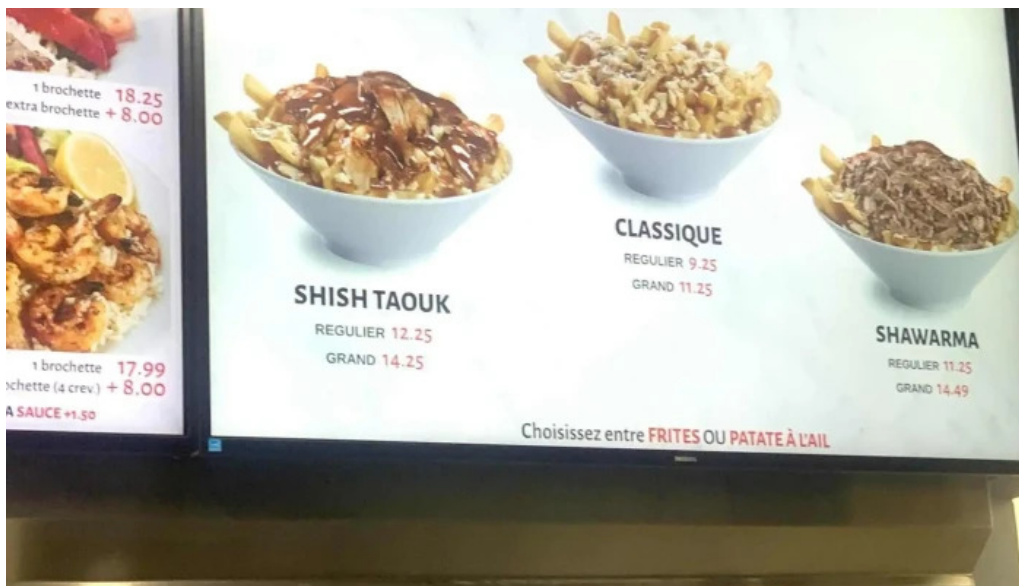 1 brochette 18.25
extra brochette + 8.00
1 brochette 17.99
(4 crev.) + 8.00
SAUCE +1.50
SHISH TAOUK
REGULIER 12.25
GRAND 14.25
CLASSIQUE
REGULIER 9.25
GRAND 11.25
SHAWARMA
REGULIER 11.25
GRAND 14.49
Choisissez entre FRITES OU PATATE À L'AIL